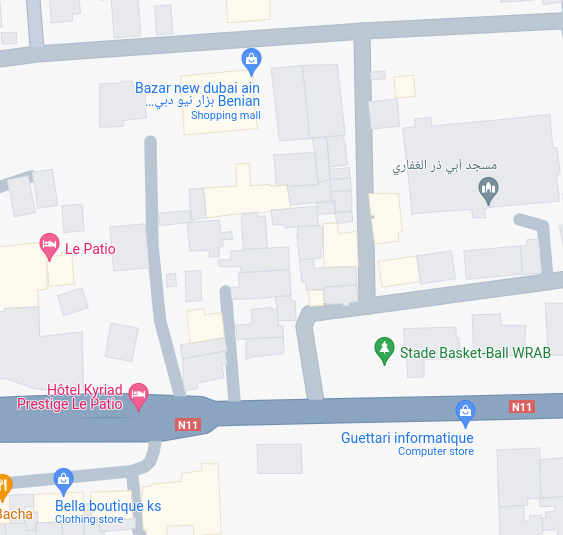 Bazar new dubai ain
Benian بزار نيو دبي...
Shopping mall
مسجد أبي ذر الغفاري
Le Patio
Stade Basket-Ball WRAB
Hôtel Kyriad
Prestige Le Patio
N11
N11
Guettari informatique
Computer store
Bella boutique ks
Clothing store
Bacha